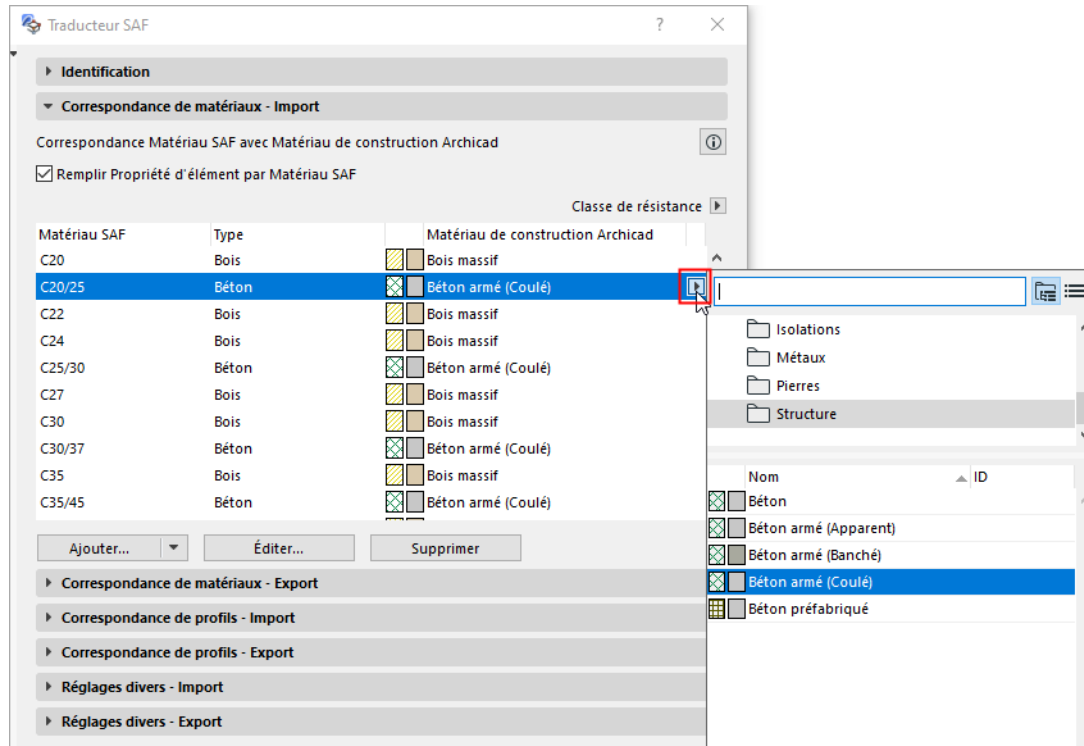 Traducteur SAF ?
Identification
Correspondance de matériaux - Import
Correspondance Matériau SAF avec Matériau de construction Archicad
Remplir Propriété d'élément par Matériau SAF
Classe de résistance
Matériau SAF Type Matériau de construction Archicad
C20 Bois Bois massif
C20/25 Béton Béton armé (Coulé)
C22 Bois Bois massif
C24 Bois Bois massif
C25/30 Béton Béton armé (Coulé)
C27 Bois Bois massif
C30 Bois Bois massif
C30/37 Béton Béton armé (Coulé)
C35 Bois Bois massif
C35/45 Béton Béton armé (Coulé)
Ajouter... Éditer... Supprimer
Correspondance de matériaux - Export
Correspondance de profils - Import
Correspondance de profils - Export
Réglages divers - Import
Réglages divers - Export
Isolations
Métaux
Pierres
Structure
Nom ID
Béton
Béton armé (Apparent)
Béton armé (Banché)
Béton armé (Coulé)
Béton préfabriqué